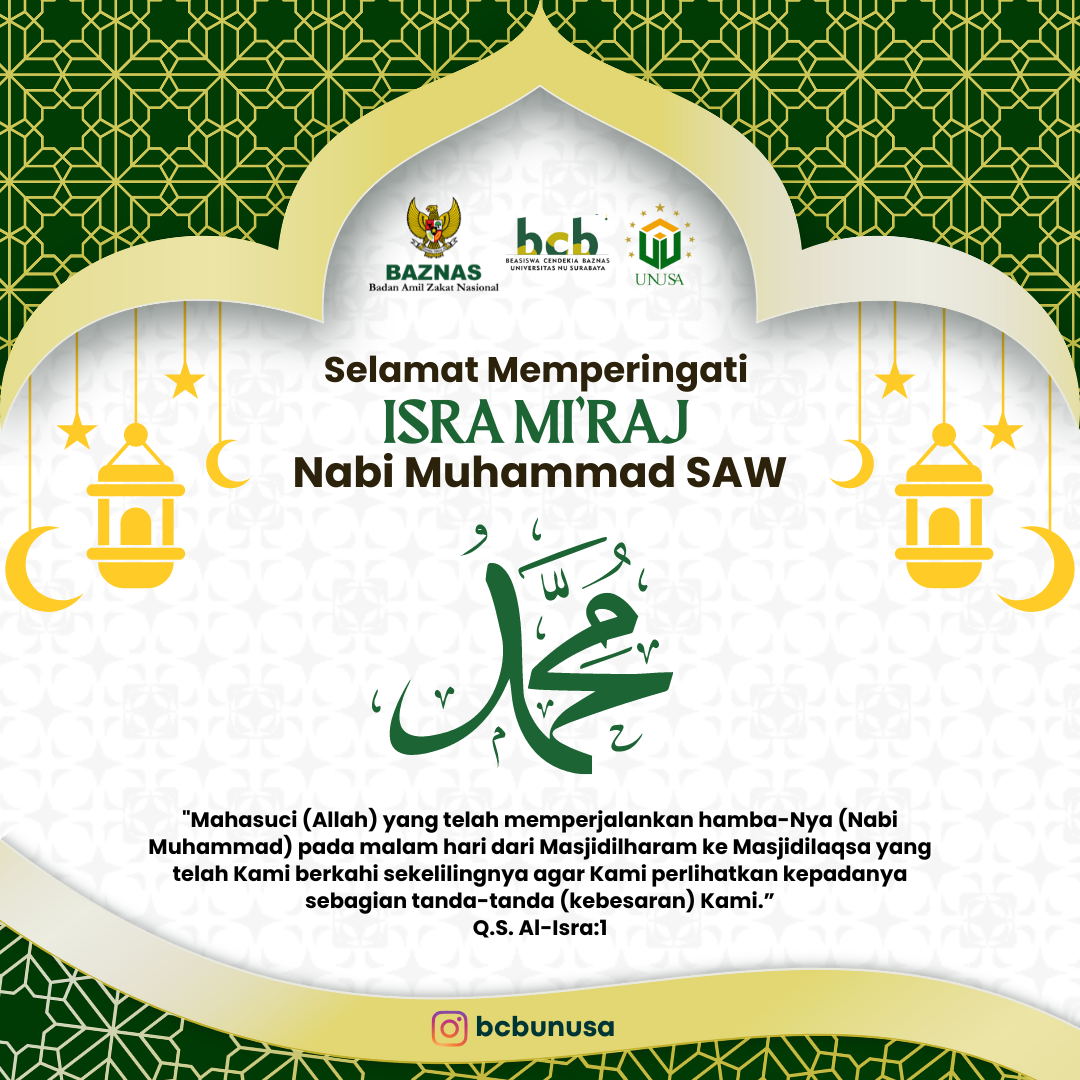 BAZNAS
Badan Amil Zakat Nasional
bcb
BEASISWA CENDEKIA BAZNAS
UNIVERSITAS NU SURABAYA
UNUSA
Selamat Memperingati
ISRA MI'RAJ
Nabi Muhammad SAW
مُحَمَّدٌ
"Mahasuci (Allah) yang telah memperjalankan hamba-Nya (Nabi
Muhammad) pada malam hari dari Masjidilharam ke Masjidilaqsa yang
telah Kami berkahi sekelilingnya agar Kami perlihatkan kepadanya
sebagian tanda-tanda (kebesaran) Kami.”
Q.S. Al-Isra:1
bcbunusa